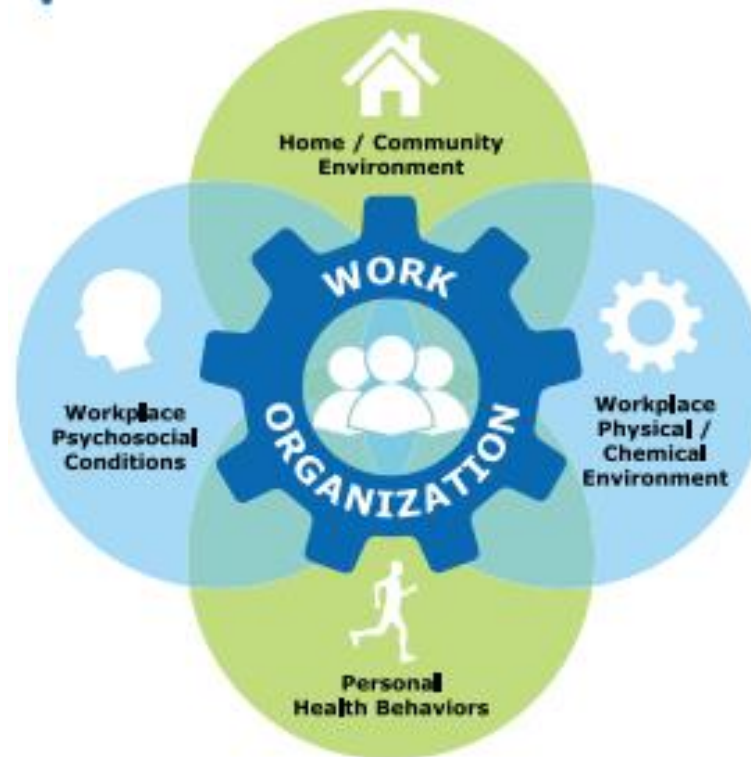 Home / Community
Environment
WORK
ORGANIZATION
Workplace
Psychosocial
Conditions
Workplace
Physical /
Chemical
Environment
Personal
Health Behaviors